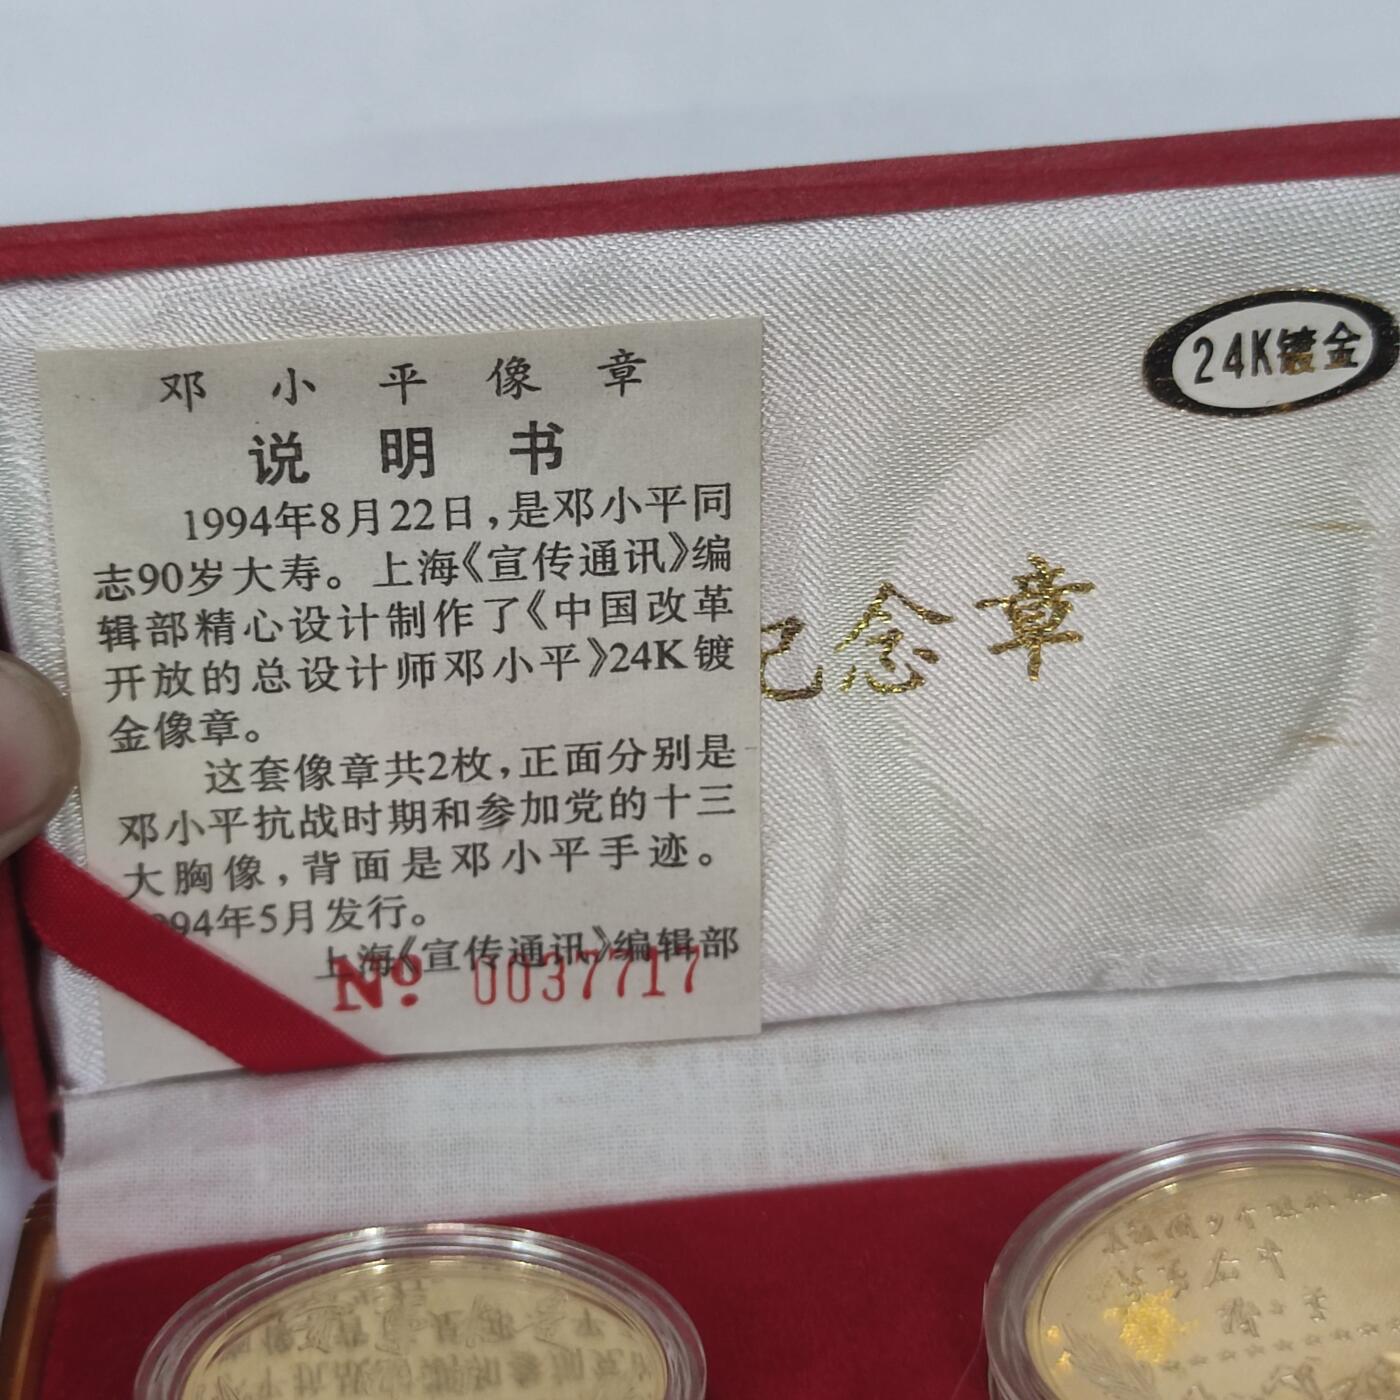 邓小平像章
说明书
1994年8月22日，是邓小平同
志90岁大寿。上海《宣传通讯》编
辑部精心设计制作了《中国改革
开放的总设计师邓小平》24K镀
金像章。
这套像章共2枚，正面分别是
邓小平抗战时期和参加党的十三
大胸像，背面是邓小平手迹。
994年5月发行。
上海《宣传通讯》编辑部
No. 0037717
24K镀金
纪念章